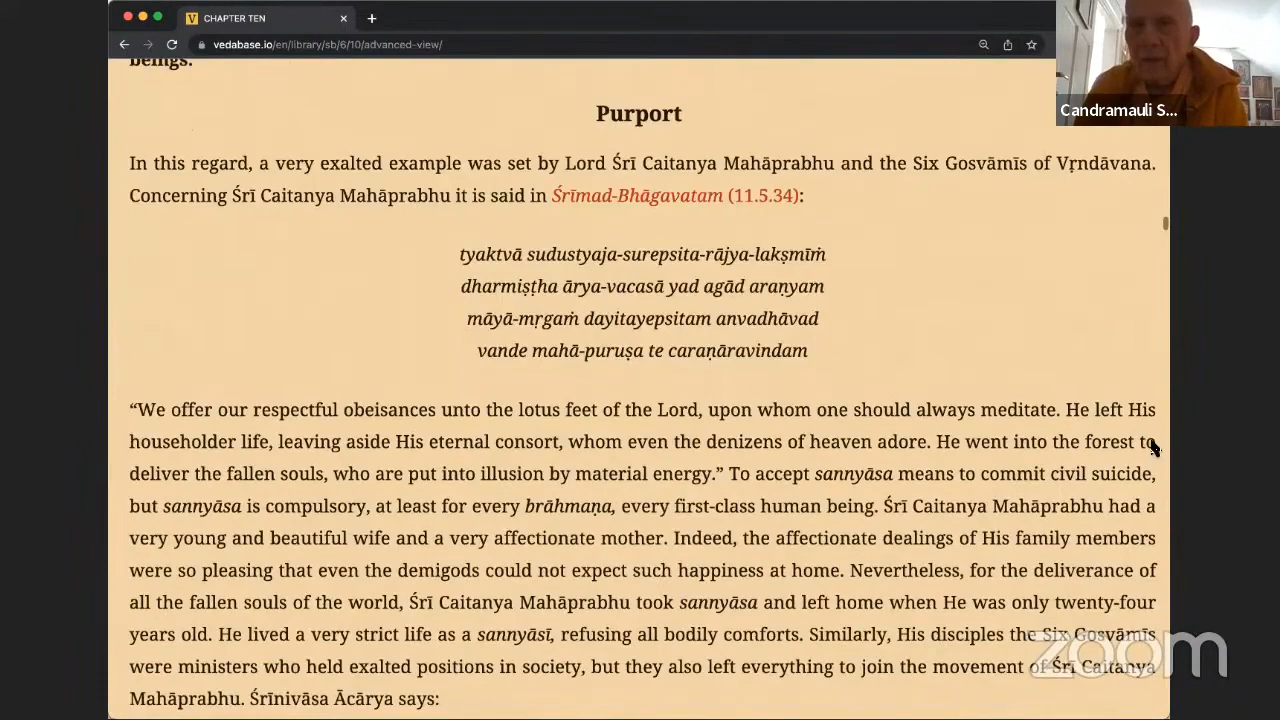 CHAPTER TEN
vedabase.io/en/library/sb/6/10/advanced-view/
Candramauli S...
beings.
Purport
In this regard, a very exalted example was set by Lord Śrī Caitanya Mahāprabhu and the Six Gosvāmīs of Vṛndāvana.
Concerning Śrī Caitanya Mahāprabhu it is said in Śrīmad-Bhāgavatam (11.5.34):
tyaktvā sudustyaja-surepsita-rājya-lakṣmīṁ
dharmiṣṭha ārya-vacasā yad agād araṇyam
māyā-mṛgaṁ dayitayepsitam anvadhāvad
vande mahā-puruṣa te caraṇāravindam
“We offer our respectful obeisances unto the lotus feet of the Lord, upon whom one should always meditate. He left His
householder life, leaving aside His eternal consort, whom even the denizens of heaven adore. He went into the forest to
deliver the fallen souls, who are put into illusion by material energy.” To accept sannyāsa means to commit civil suicide,
but sannyāsa is compulsory, at least for every brāhmaṇa, every first-class human being. Śrī Caitanya Mahāprabhu had a
very young and beautiful wife and a very affectionate mother. Indeed, the affectionate dealings of His family members
were so pleasing that even the demigods could not expect such happiness at home. Nevertheless, for the deliverance of
all the fallen souls of the world, Śrī Caitanya Mahāprabhu took sannyāsa and left home when He was only twenty-four
years old. He lived a very strict life as a sannyāsī, refusing all bodily comforts. Similarly, His disciples the Six Gosvāmīs
were ministers who held exalted positions in society, but they also left everything to join the movement of Śrī Caitanya
Mahāprabhu. Śrīnivāsa Ācārya says:
zoom